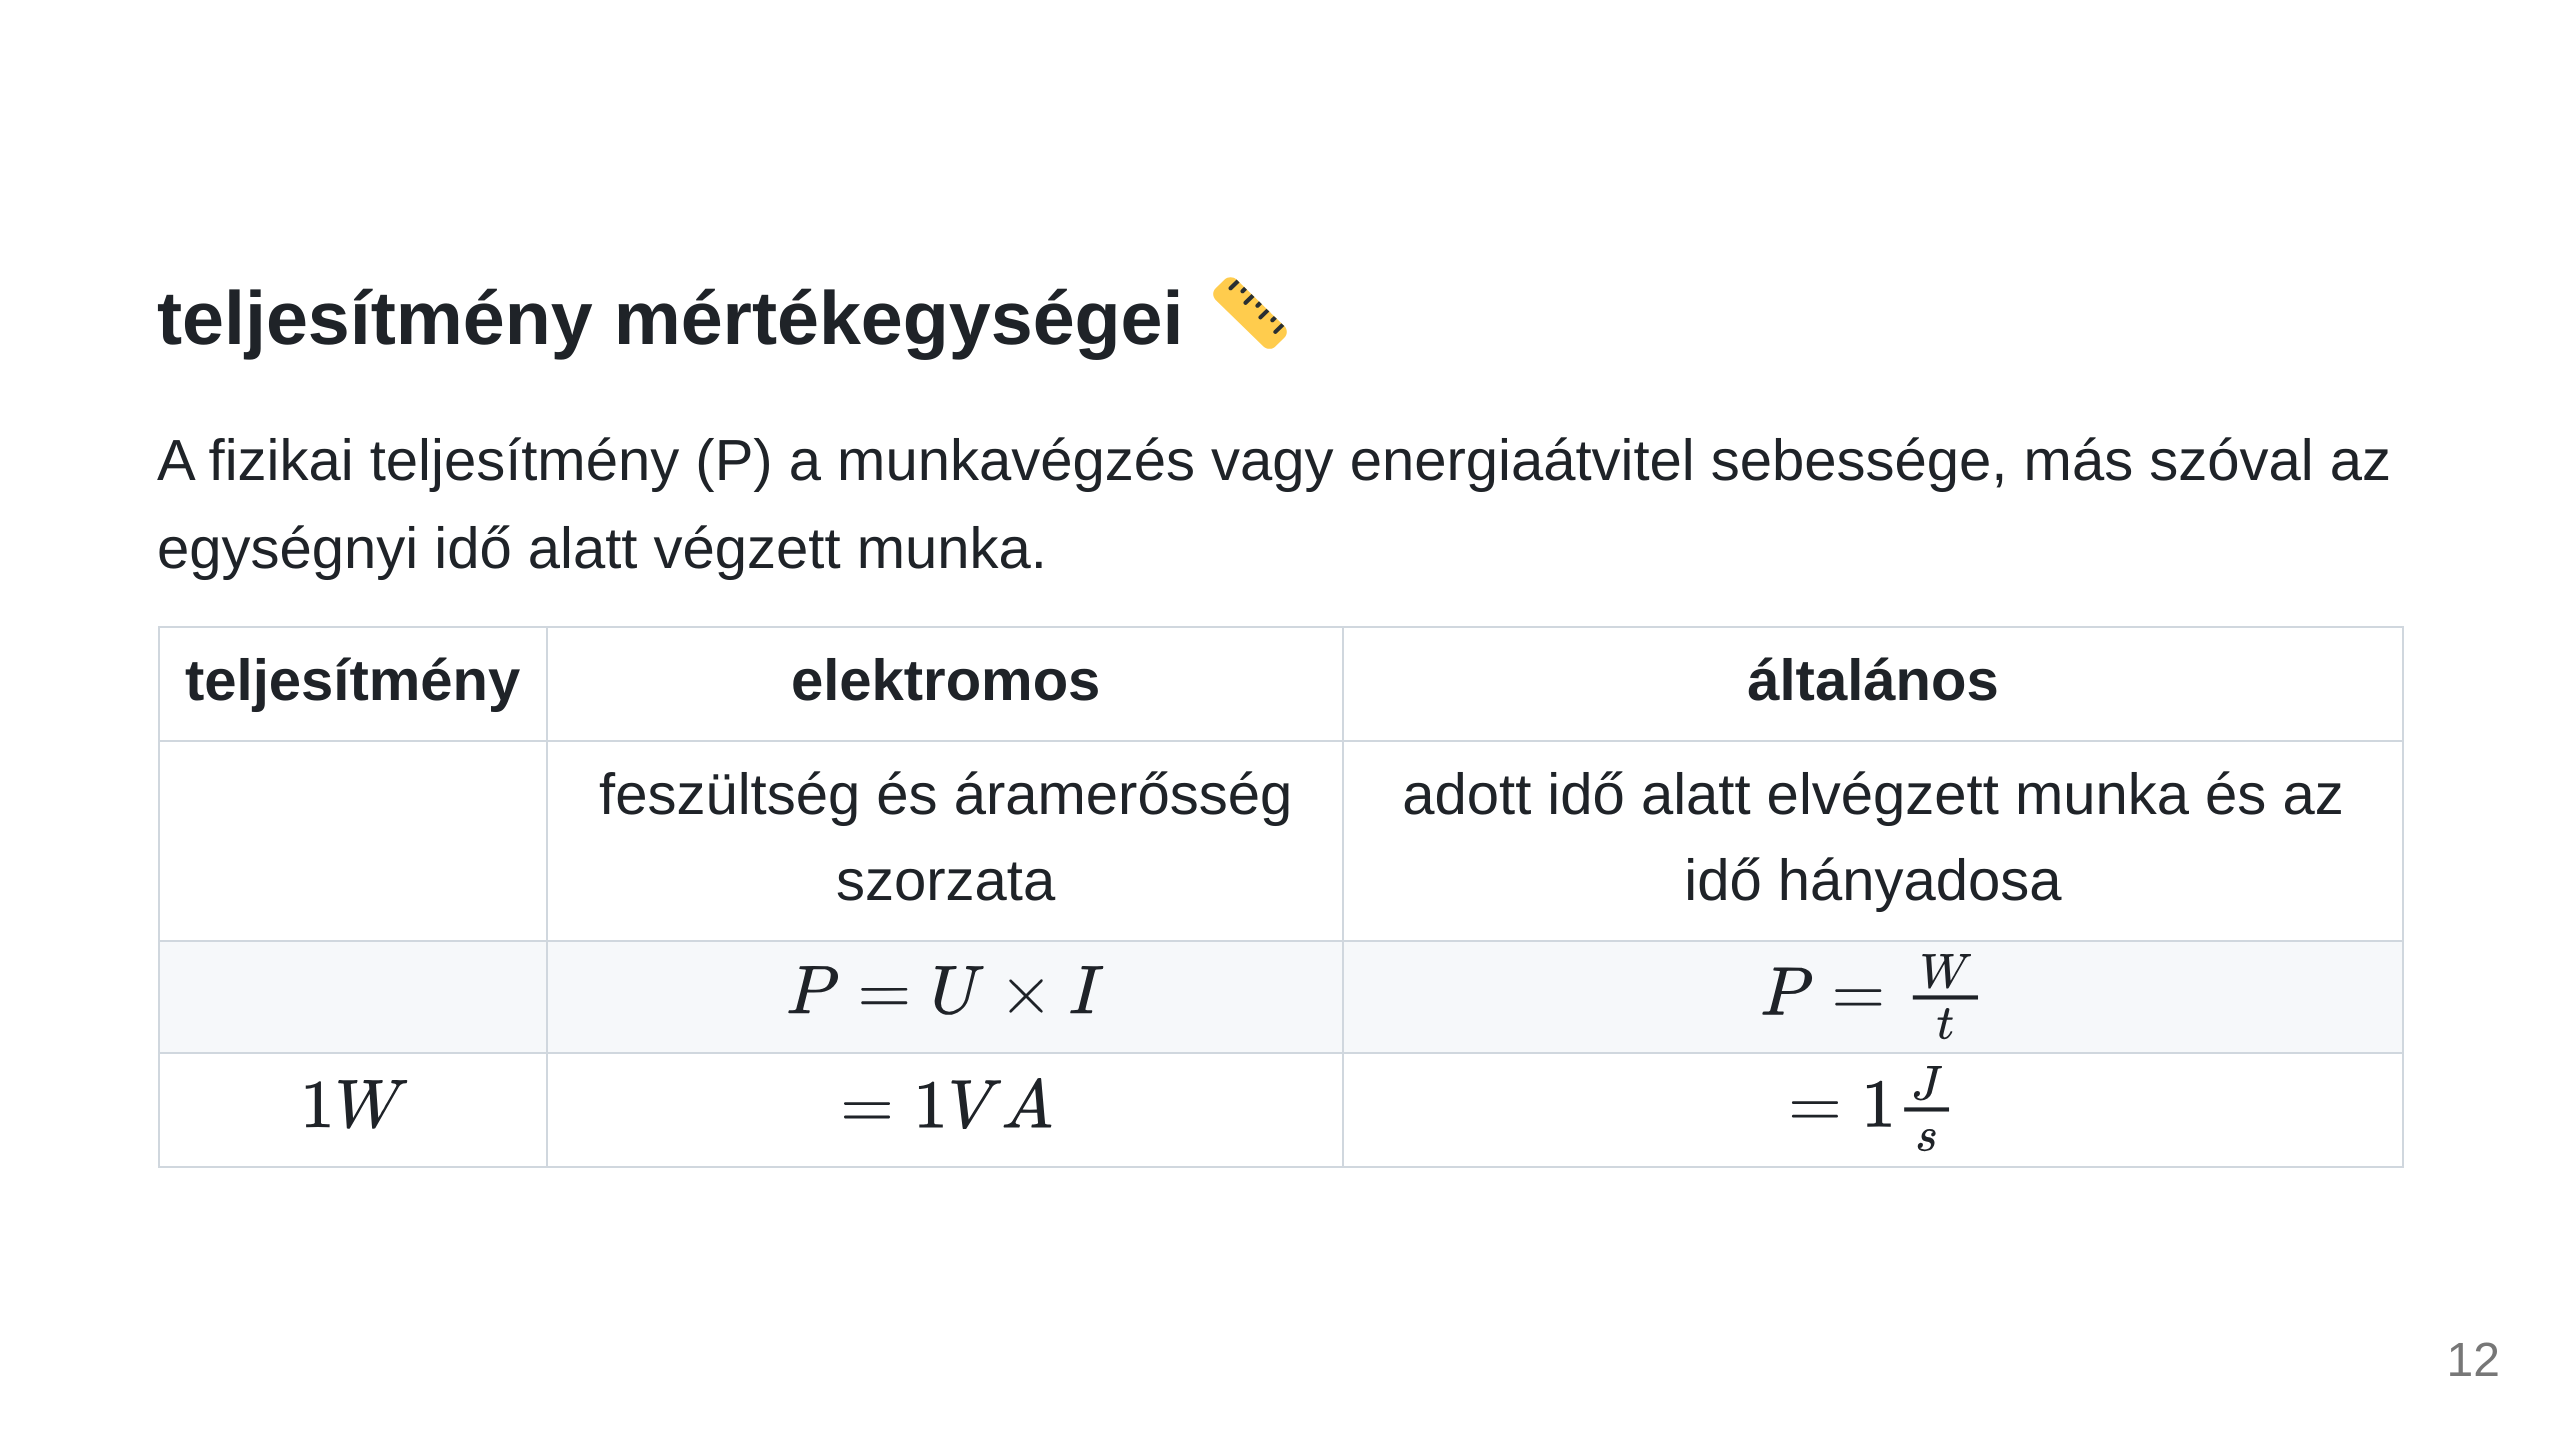 teljesítmény mértékegységei 📏
A fizikai teljesítmény (P) a munkavégzés vagy energiaátvitel sebessége, más szóval az
egységnyi idő alatt végzett munka.
teljesítmény elektromos általános
feszültség és áramerősség adott idő alatt elvégzett munka és az
szorzata idő hányadosa
P = U × I P = W/t
1W = 1VA = 1 J/s
12